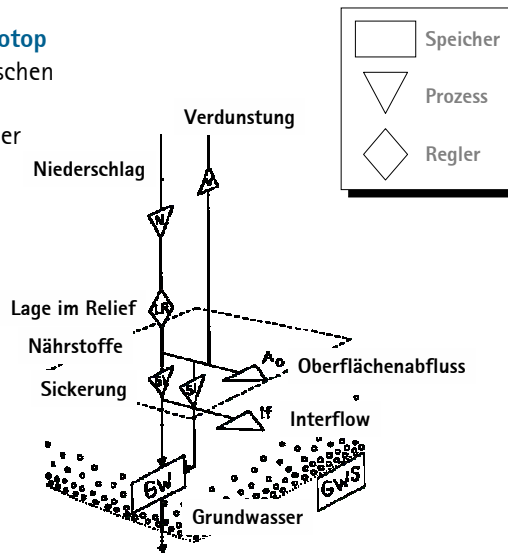 otop
schen
er
Speicher
Prozess
Regler
Verdunstung
Niederschlag
V
N
Lage im Relief
LR
Nährstoffe
Ao
Oberflächenabfluss
Sickerung
Si
Si
If
Interflow
GW
GWS
Grundwasser